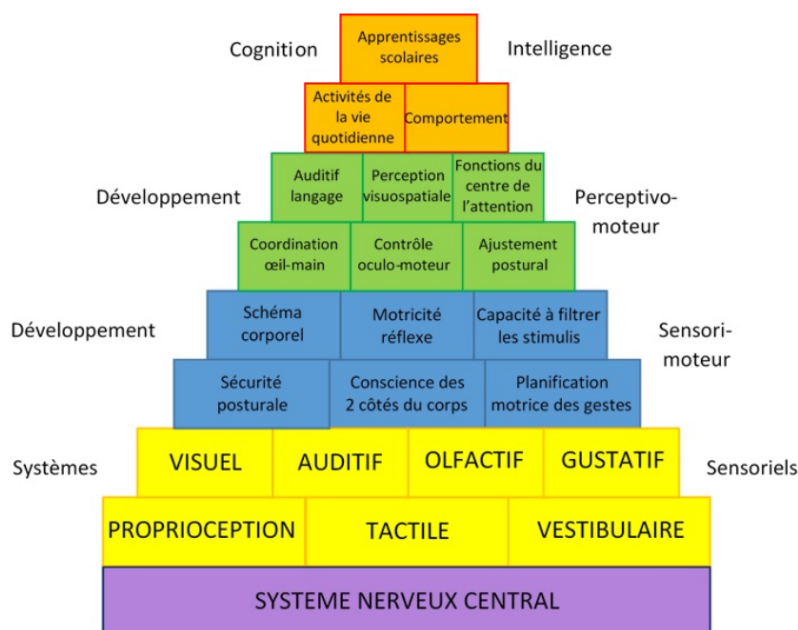 Cognition
Apprentissages
scolaires
Intelligence
Activités de
la vie
quotidienne
Comportement
Développement
Auditif
langage
Perception
visuospatiale
Fonctions du
centre de
l'attention
Perceptivo-
moteur
Coordination
œil-main
Contrôle
oculo-moteur
Ajustement
postural
Développement
Schéma
corporel
Motricité
réflexe
Capacité à filtrer
les stimulis
Sensori-
moteur
Sécurité
posturale
Conscience des
2 côtés du corps
Planification
motrice des gestes
Systèmes
VISUEL
AUDITIF
OLFACTIF
GUSTATIF
Sensoriels
PROPRIOCEPTION
TACTILE
VESTIBULAIRE
SYSTEME NERVEUX CENTRAL